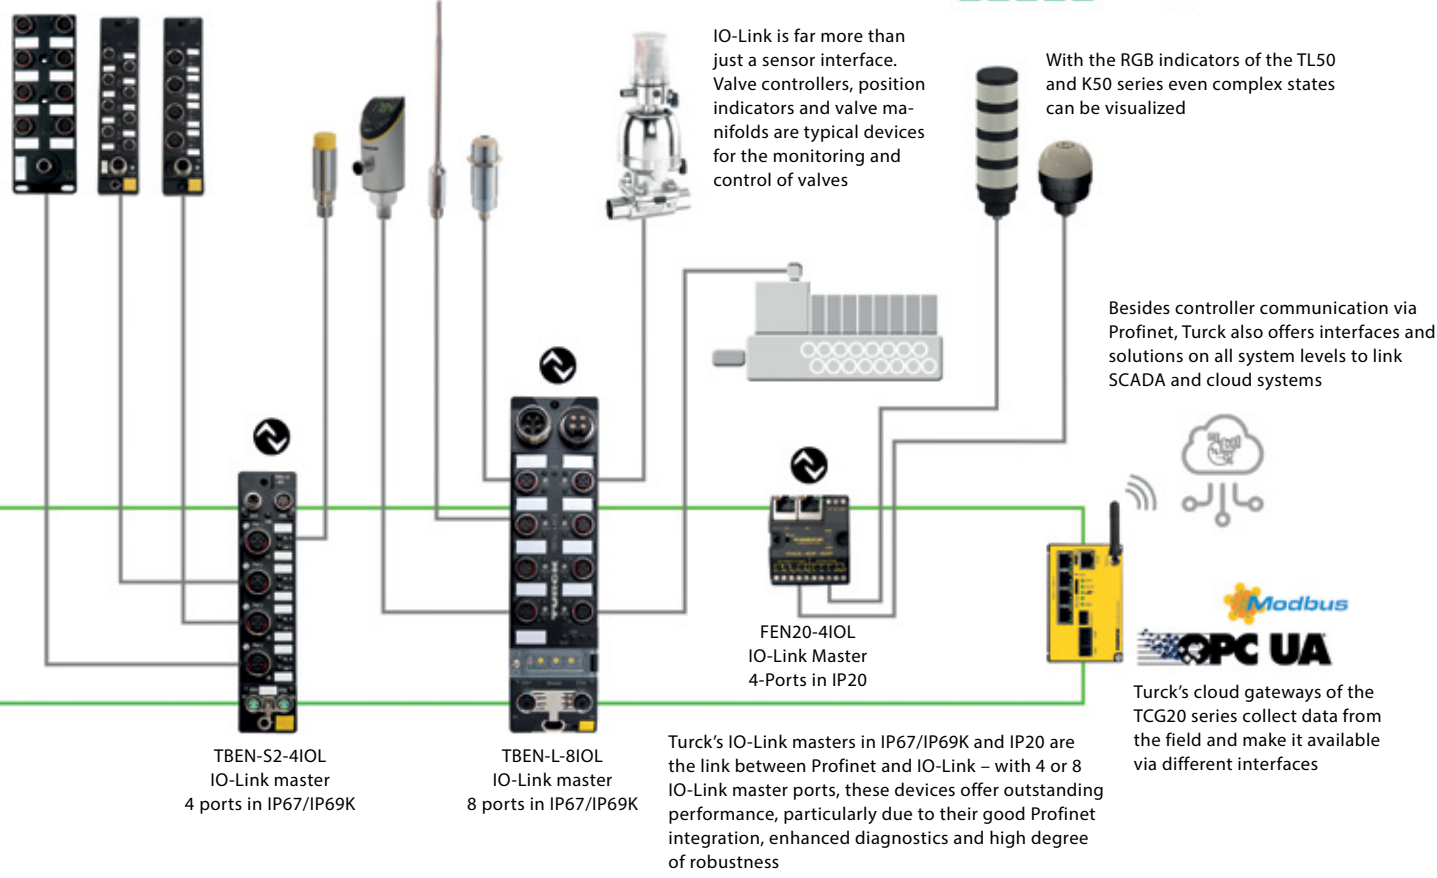 IO-Link is far more than
just a sensor interface.
Valve controllers, position
indicators and valve ma-
nifolds are typical devices
for the monitoring and
control of valves
With the RGB indicators of the TL50
and K50 series even complex states
can be visualized
Besides controller communication via
Profinet, Turck also offers interfaces and
solutions on all system levels to link
SCADA and cloud systems
TURCK
FEN20-4IOL
IO-Link Master
4-Ports in IP20
Modbus
OPC UA
Turck’s cloud gateways of the
TCG20 series collect data from
the field and make it available
via different interfaces
TBEN-S2-4IOL
IO-Link master
4 ports in IP67/IP69K
TBEN-L-8IOL
IO-Link master
8 ports in IP67/IP69K
Turck’s IO-Link masters in IP67/IP69K and IP20 are
the link between Profinet and IO-Link – with 4 or 8
IO-Link master ports, these devices offer outstanding
performance, particularly due to their good Profinet
integration, enhanced diagnostics and high degree
of robustness